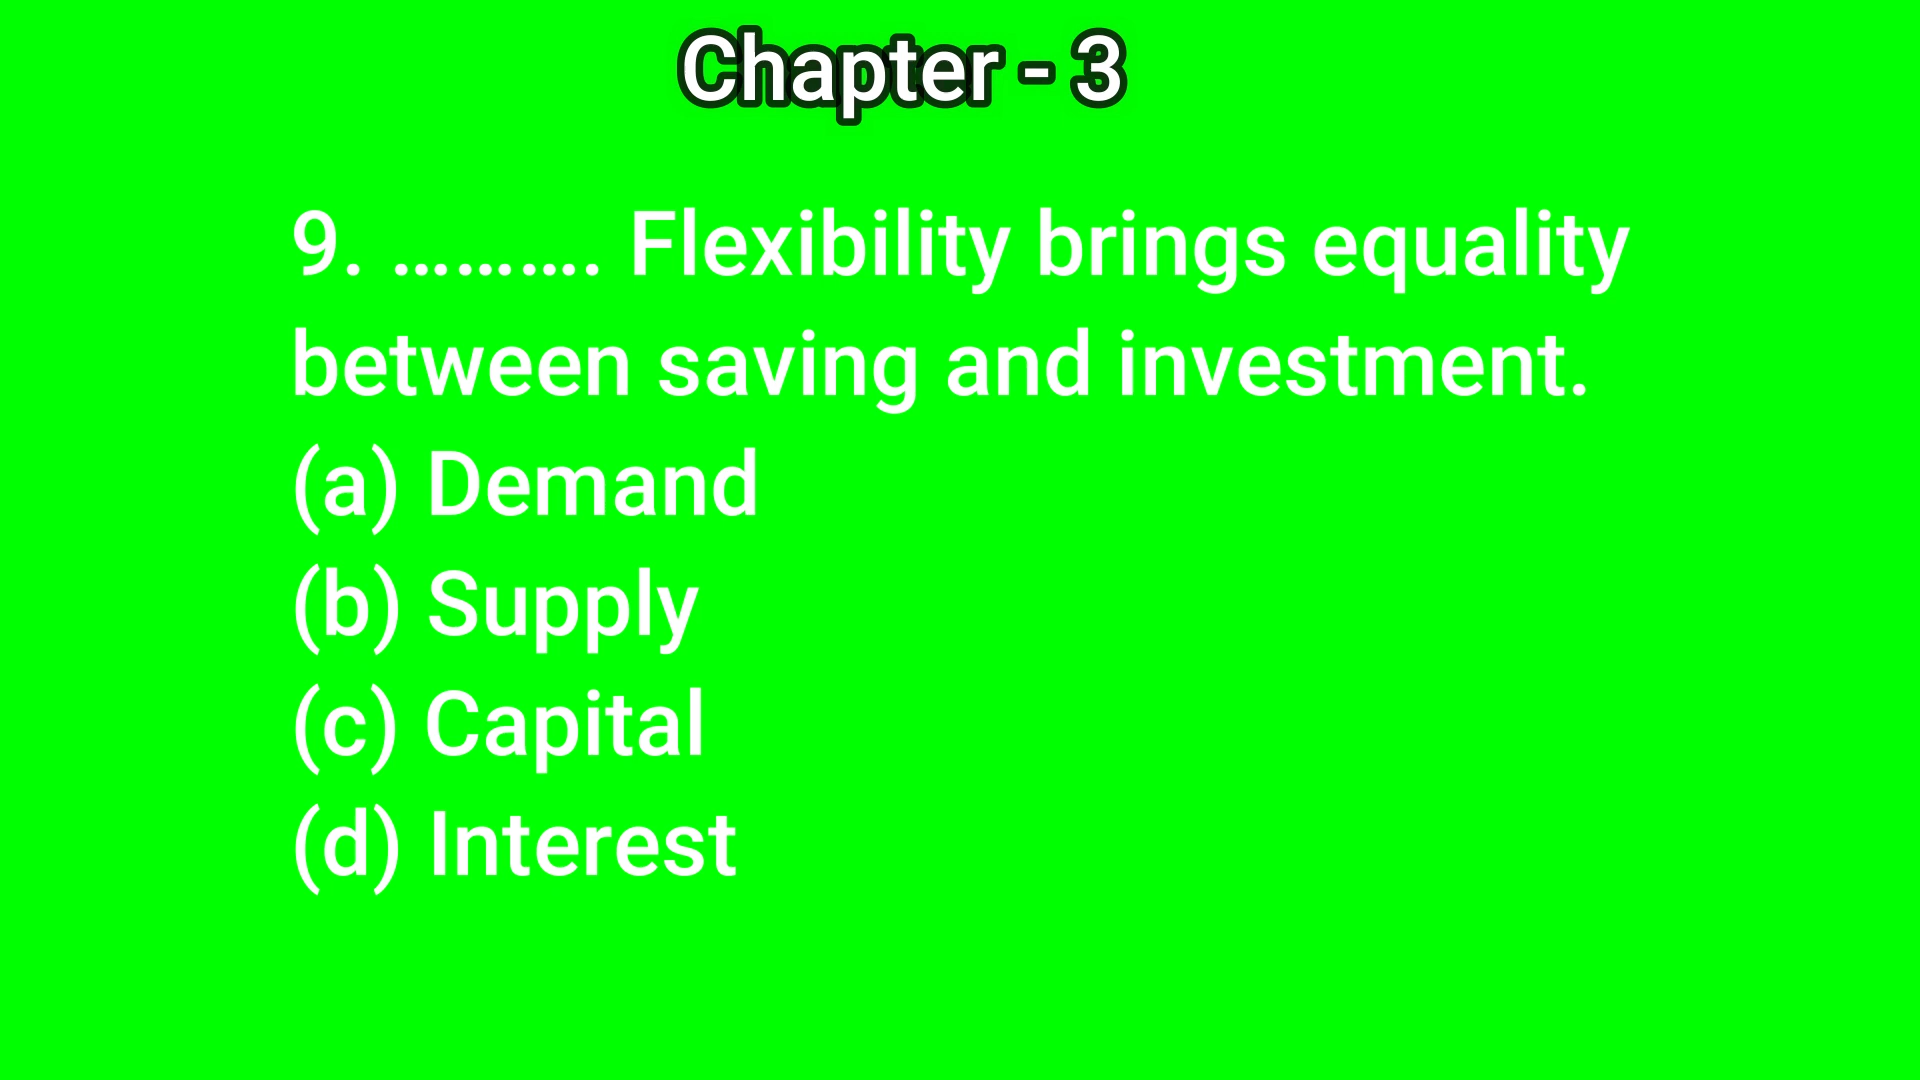 Chapter - 3
9. .......... Flexibility brings equality
between saving and investment.
(a) Demand
(b) Supply
(c) Capital
(d) Interest